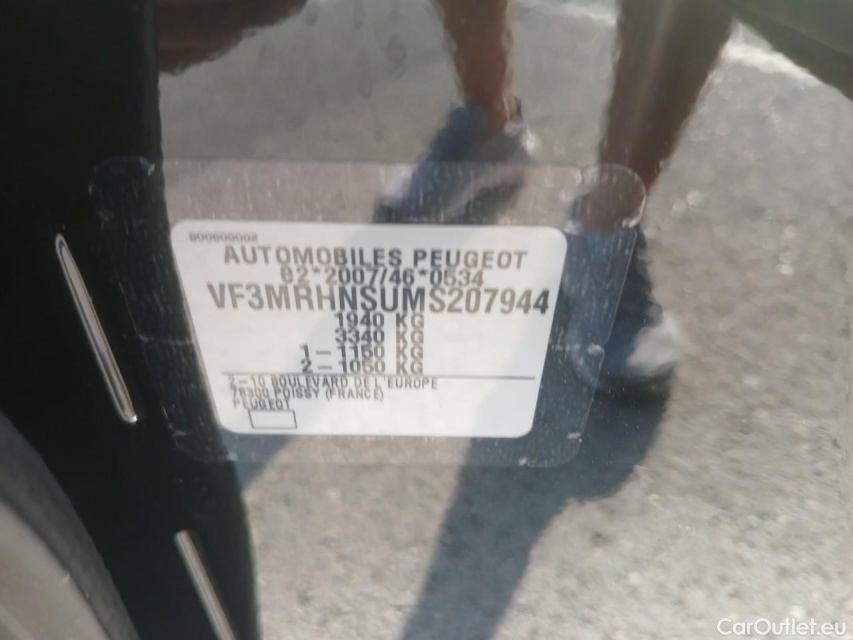 AUTOMOBILES PEUGEOT
e2*2007/46*0534
VF3MRHNSUMS207944
1940 KG
3340 KG
1-1150 KG
2-1050 KG
2-10 BOULEVARD DE L'EUROPE
78300 POISSY (FRANCE)
PEUGEOT
CarOutlet.eu